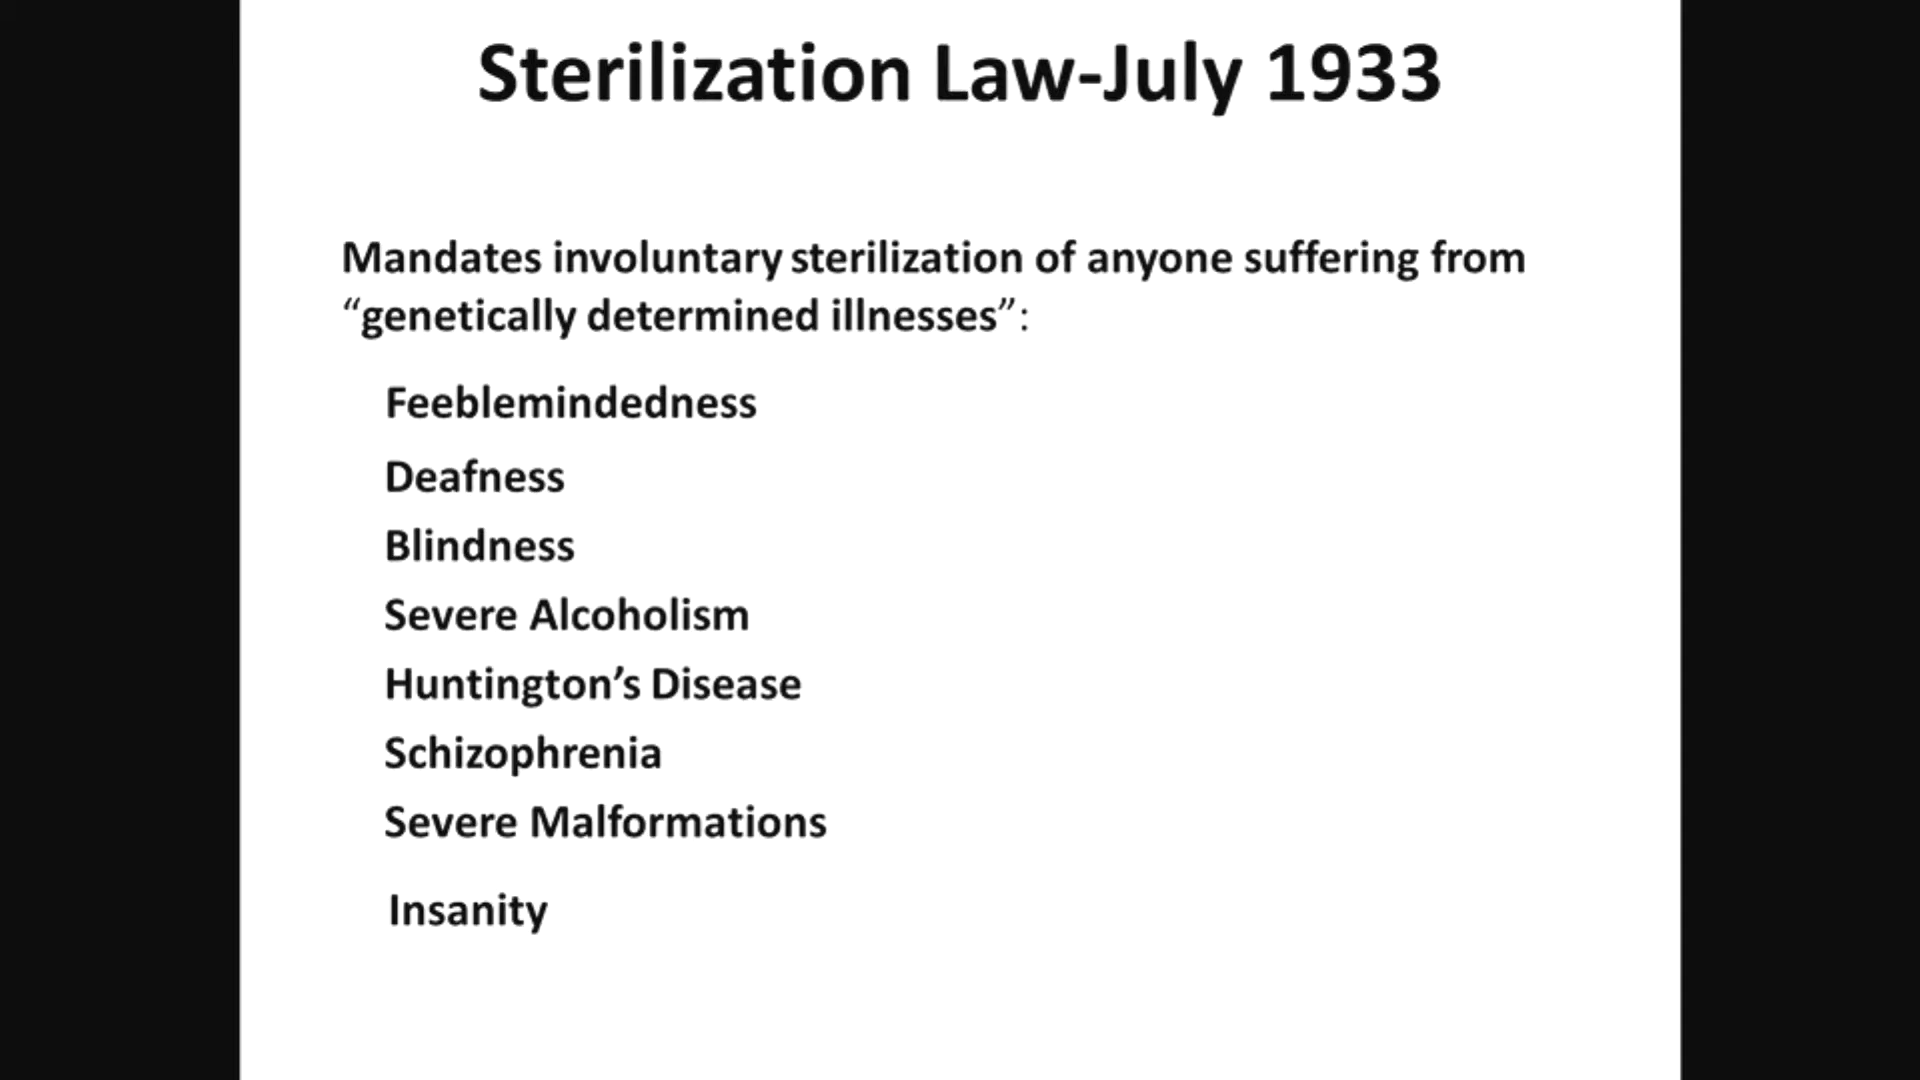 Sterilization Law-July 1933
Mandates involuntary sterilization of anyone suffering from
“genetically determined illnesses”:
Feeblemindedness
Deafness
Blindness
Severe Alcoholism
Huntington’s Disease
Schizophrenia
Severe Malformations
Insanity